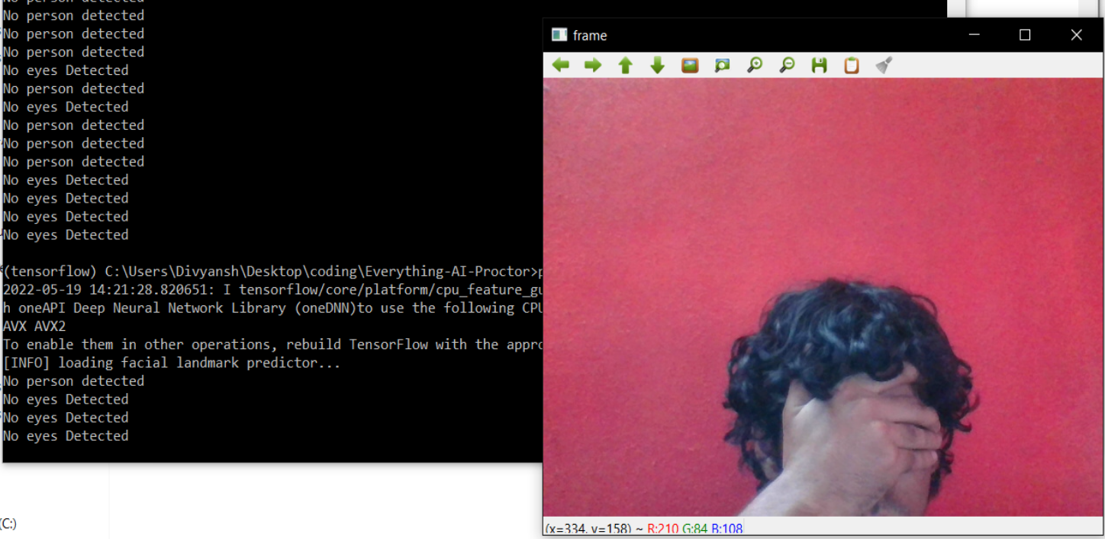 No person detected
No person detected
No person detected
No eyes Detected
No person detected
No eyes Detected
No person detected
No person detected
No person detected
No eyes Detected
No eyes Detected
No eyes Detected
No eyes Detected
(tensorflow) C:\Users\Divyansh\Desktop\coding\Everything-AI-Proctor>p
2022-05-19 14:21:28.820651: I tensorflow/core/platform/cpu_feature_gu
h oneAPI Deep Neural Network Library (oneDNN)to use the following CPU
AVX AVX2
To enable them in other operations, rebuild TensorFlow with the appro
[INFO] loading facial landmark predictor...
No person detected
No eyes Detected
No eyes Detected
No eyes Detected
(C:)
frame
(x=334, y=158) ~ R:210 G:84 B:108